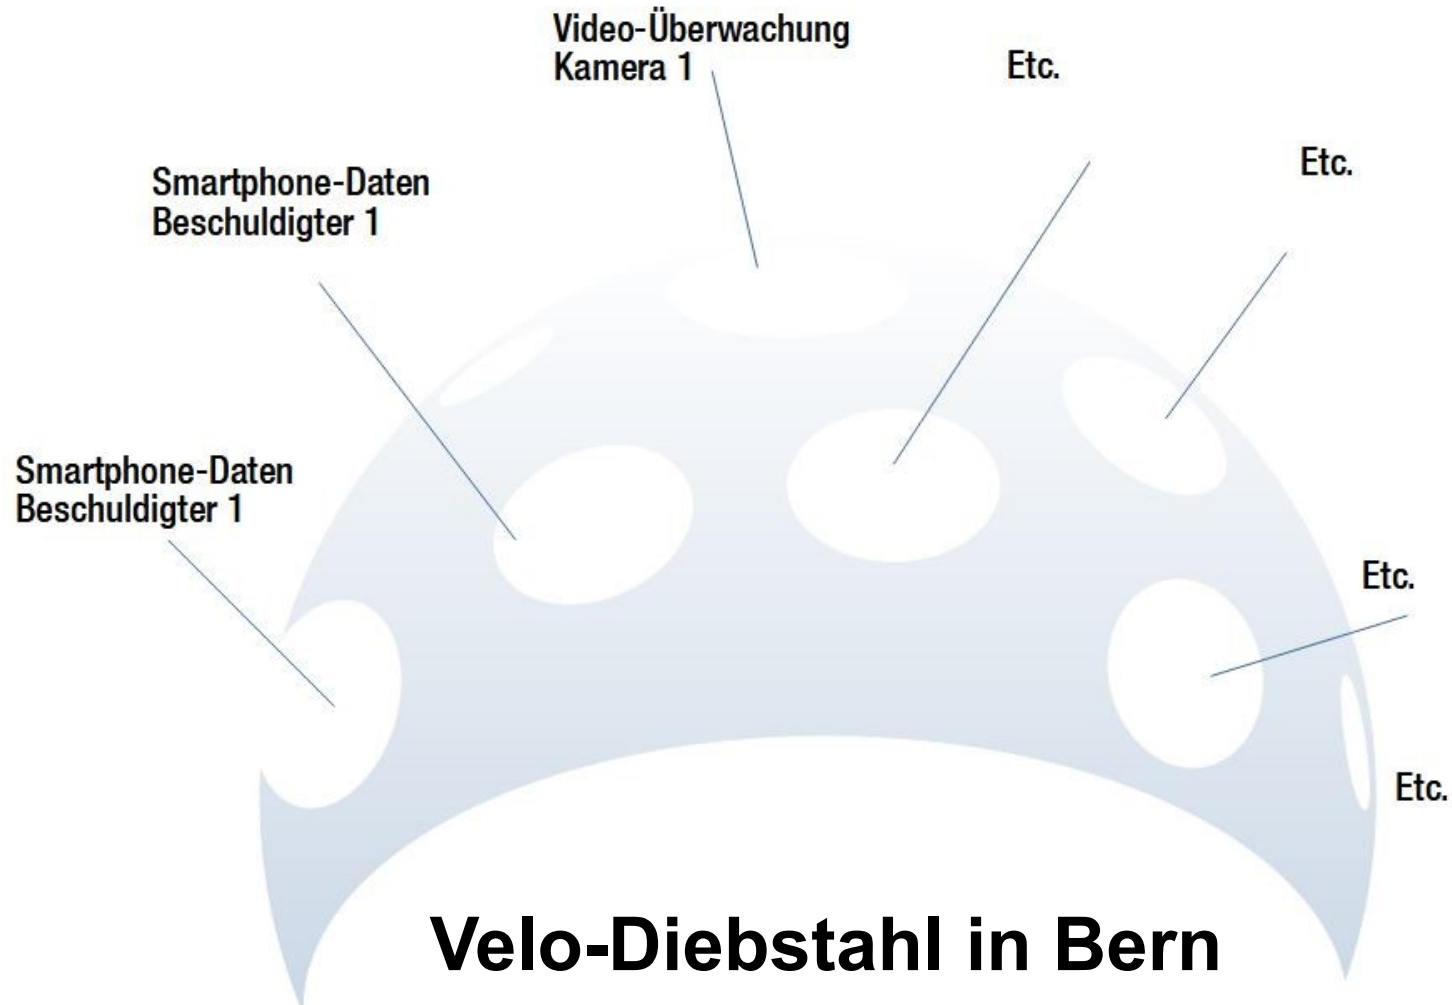 Video-Überwachung
Kamera 1
Etc.
Etc.
Smartphone-Daten
Beschuldigter 1
Smartphone-Daten
Beschuldigter 1
Etc.
Etc.
Velo-Diebstahl in Bern